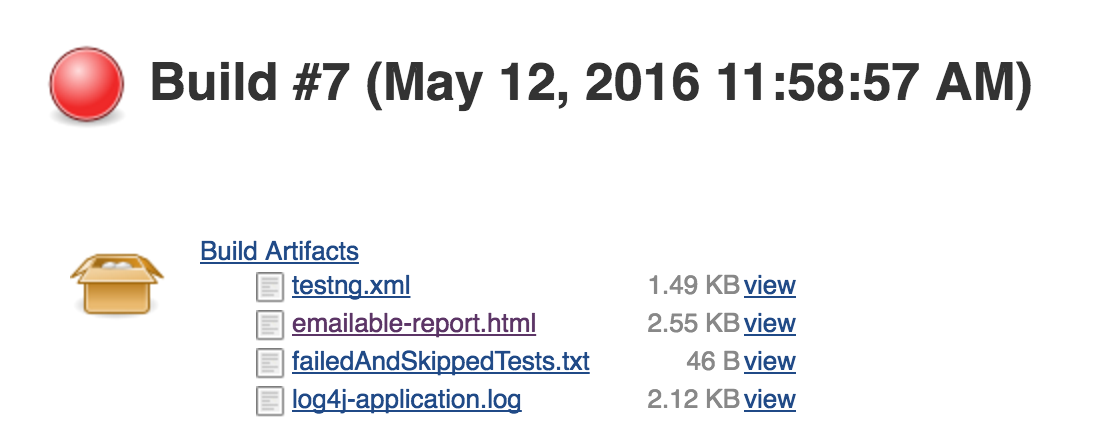 Build #7 (May 12, 2016 11:58:57 AM)
Build Artifacts
testng.xml 1.49 KB view
emailable-report.html 2.55 KB view
failedAndSkippedTests.txt 46 B view
log4j-application.log 2.12 KB view